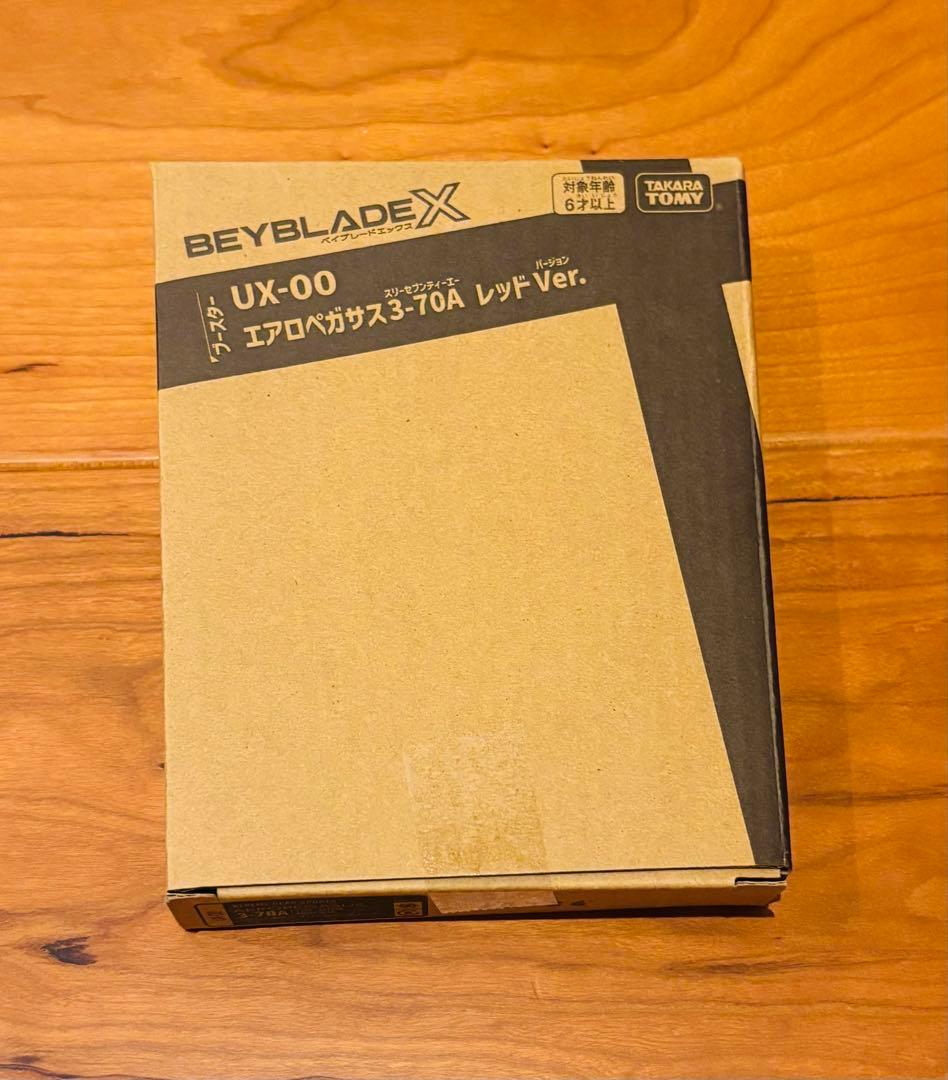 BEYBLADE X
ベイブレードエックス
対象年齢
6才以上
TAKARA
TOMY
ブースター
UX-00
スリーセブンティーエー
バージョン
エアロペガサス3-70A レッドVer.
3-70A